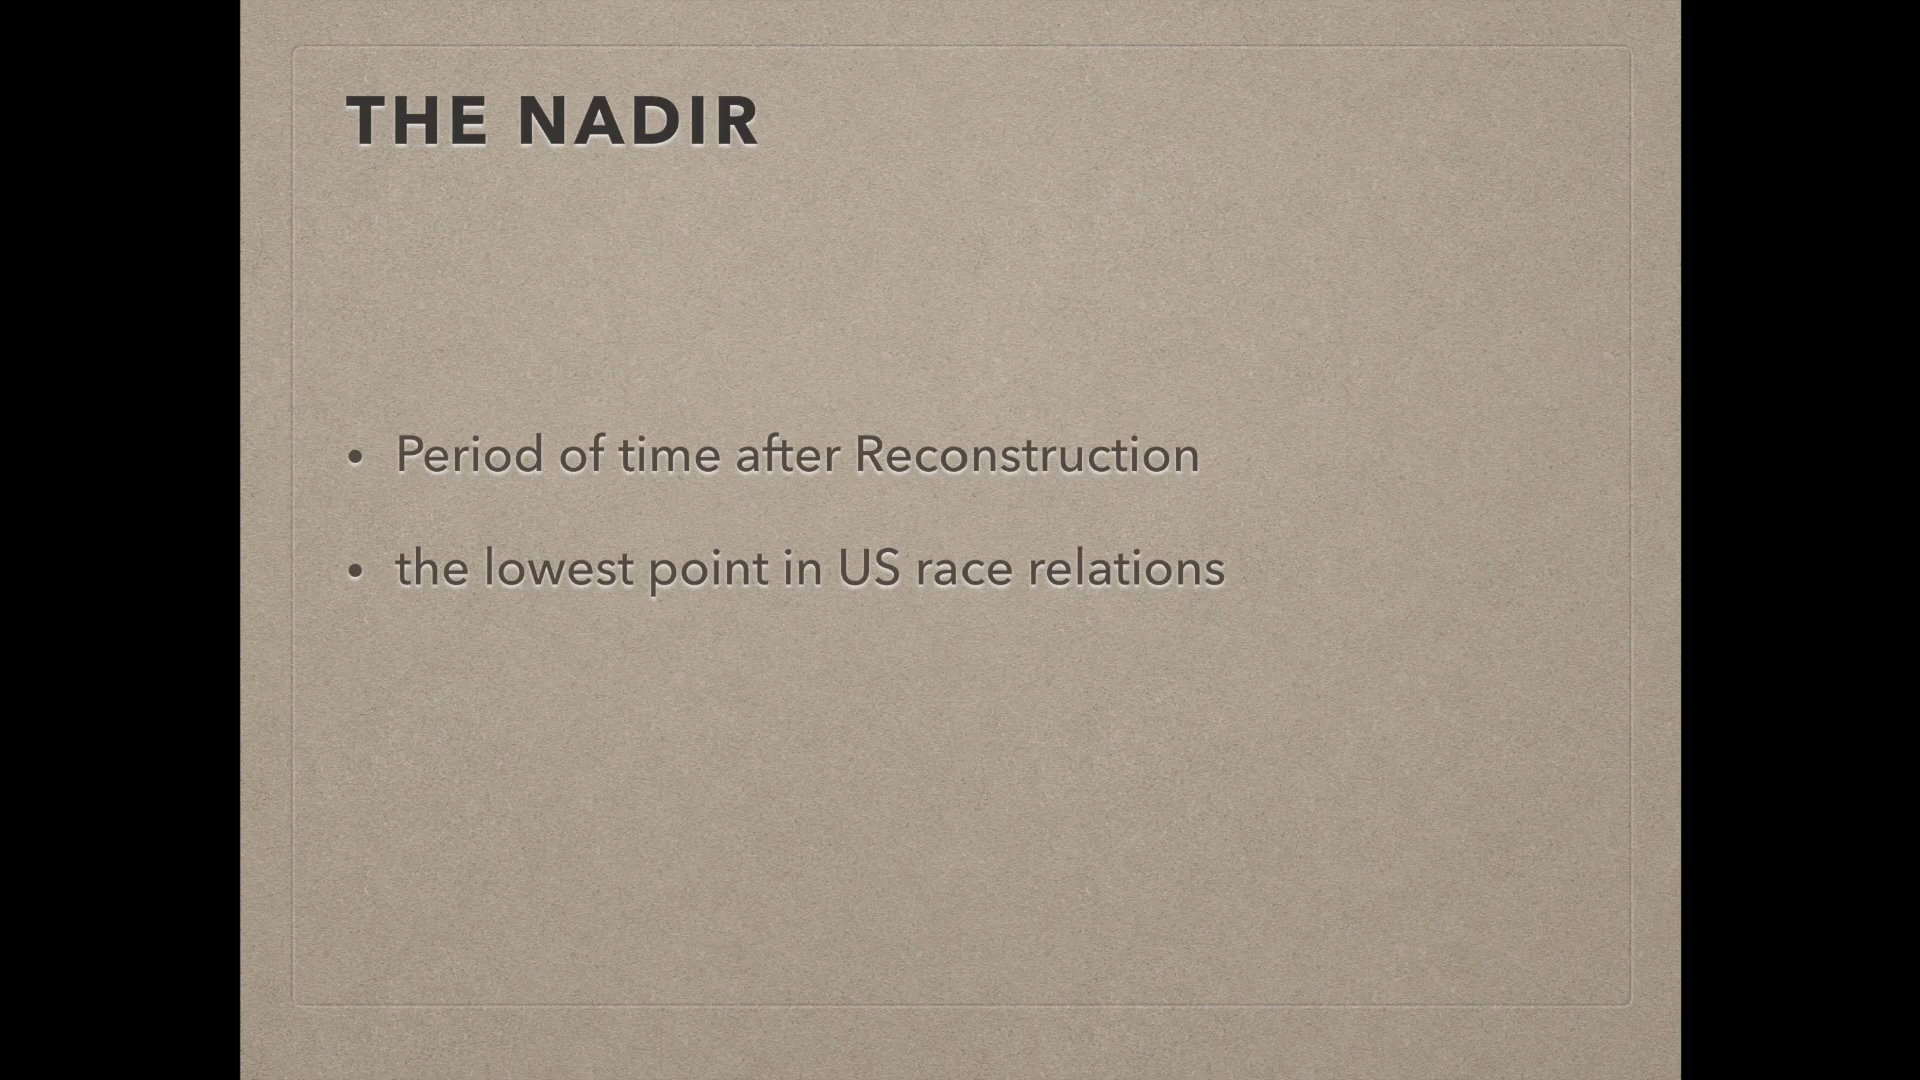 THE NADIR
• Period of time after Reconstruction
• the lowest point in US race relations